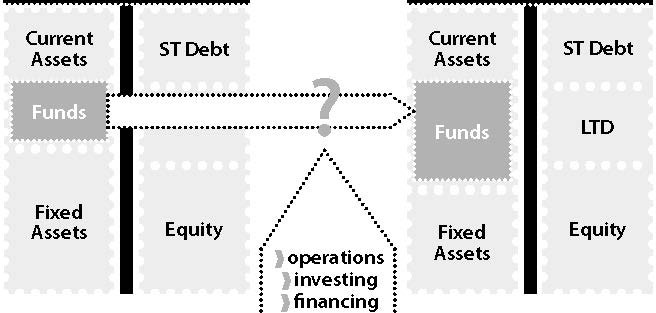 Current
Assets
ST Debt
Funds
Fixed
Assets
Equity
?
operations
investing
financing
Current
Assets
ST Debt
Funds
LTD
Fixed
Assets
Equity